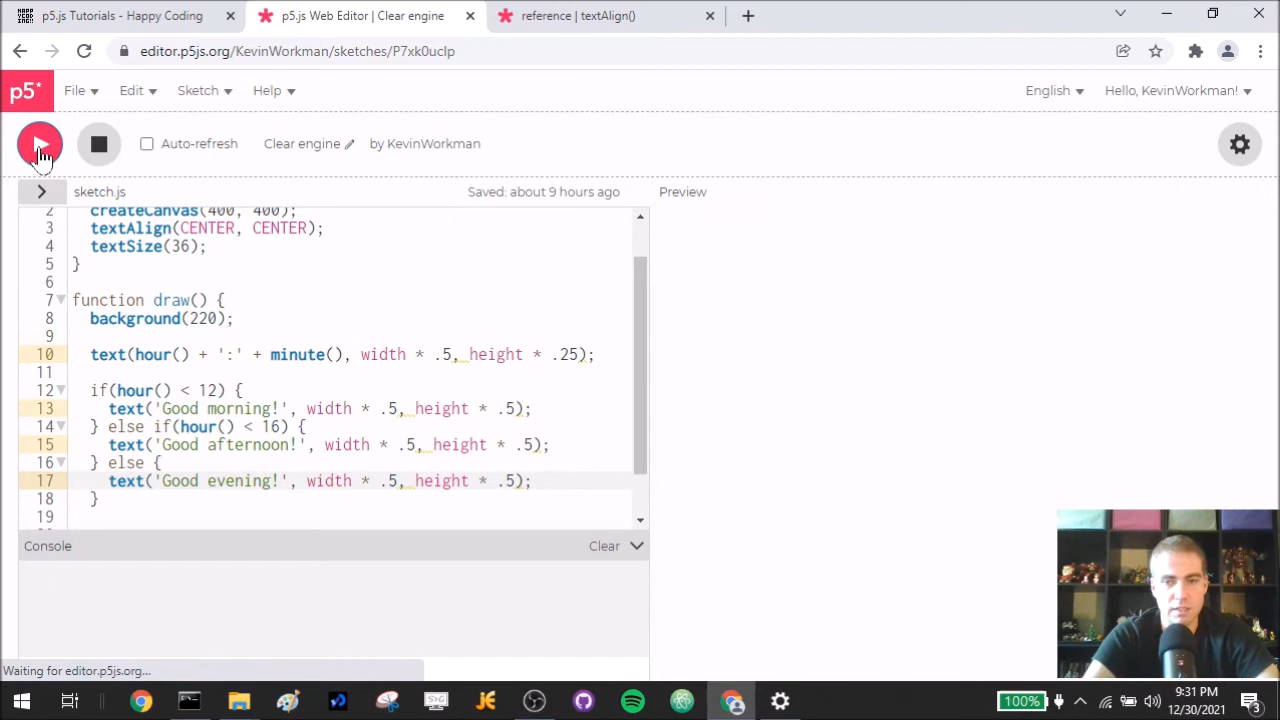 p5.js Tutorials - Happy Coding
p5.js Web Editor | Clear engine
reference | textAlign()
editor.p5js.org/KevinWorkman/sketches/P7xk0uclp
p5* File Edit Sketch Help English Hello, KevinWorkman!
Auto-refresh Clear engine by KevinWorkman
sketch.js Saved: about 9 hours ago Preview
2 createCanvas(400, 400);
3 textAlign(CENTER, CENTER);
4 textSize(36);
5 }
6
7 function draw() {
8 background(220);
9
10 text(hour() + ':' + minute(), width * .5, height * .25);
11
12 if(hour() < 12) {
13 text('Good morning!', width * .5, height * .5);
14 } else if(hour() < 16) {
15 text('Good afternoon!', width * .5, height * .5);
16 } else {
17 text('Good evening!', width * .5, height * .5);
18 }
19
Console Clear
Waiting for editor.p5js.org...
100% 9:31 PM
12/30/2021 3